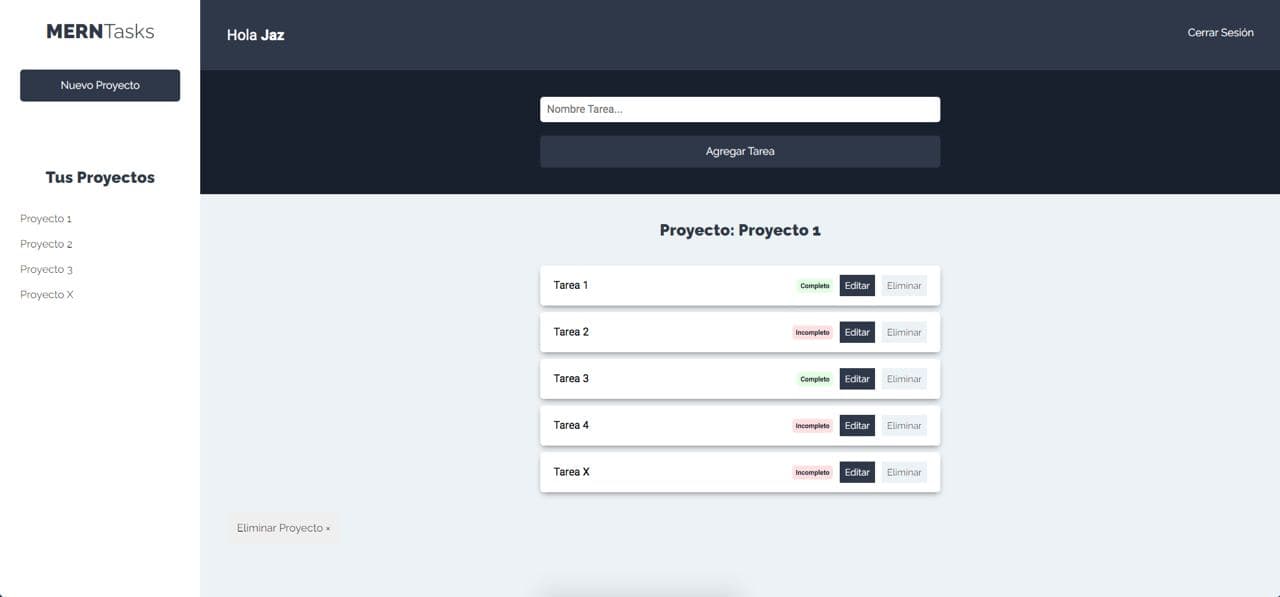 MERNTasks
Nuevo Proyecto
Tus Proyectos
Proyecto 1
Proyecto 2
Proyecto 3
Proyecto X
Hola Jaz
Cerrar Sesión
Nombre Tarea...
Agregar Tarea
Proyecto: Proyecto 1
Tarea 1 Completo Editar Eliminar
Tarea 2 Incompleto Editar Eliminar
Tarea 3 Completo Editar Eliminar
Tarea 4 Incompleto Editar Eliminar
Tarea X Incompleto Editar Eliminar
Eliminar Proyecto ×